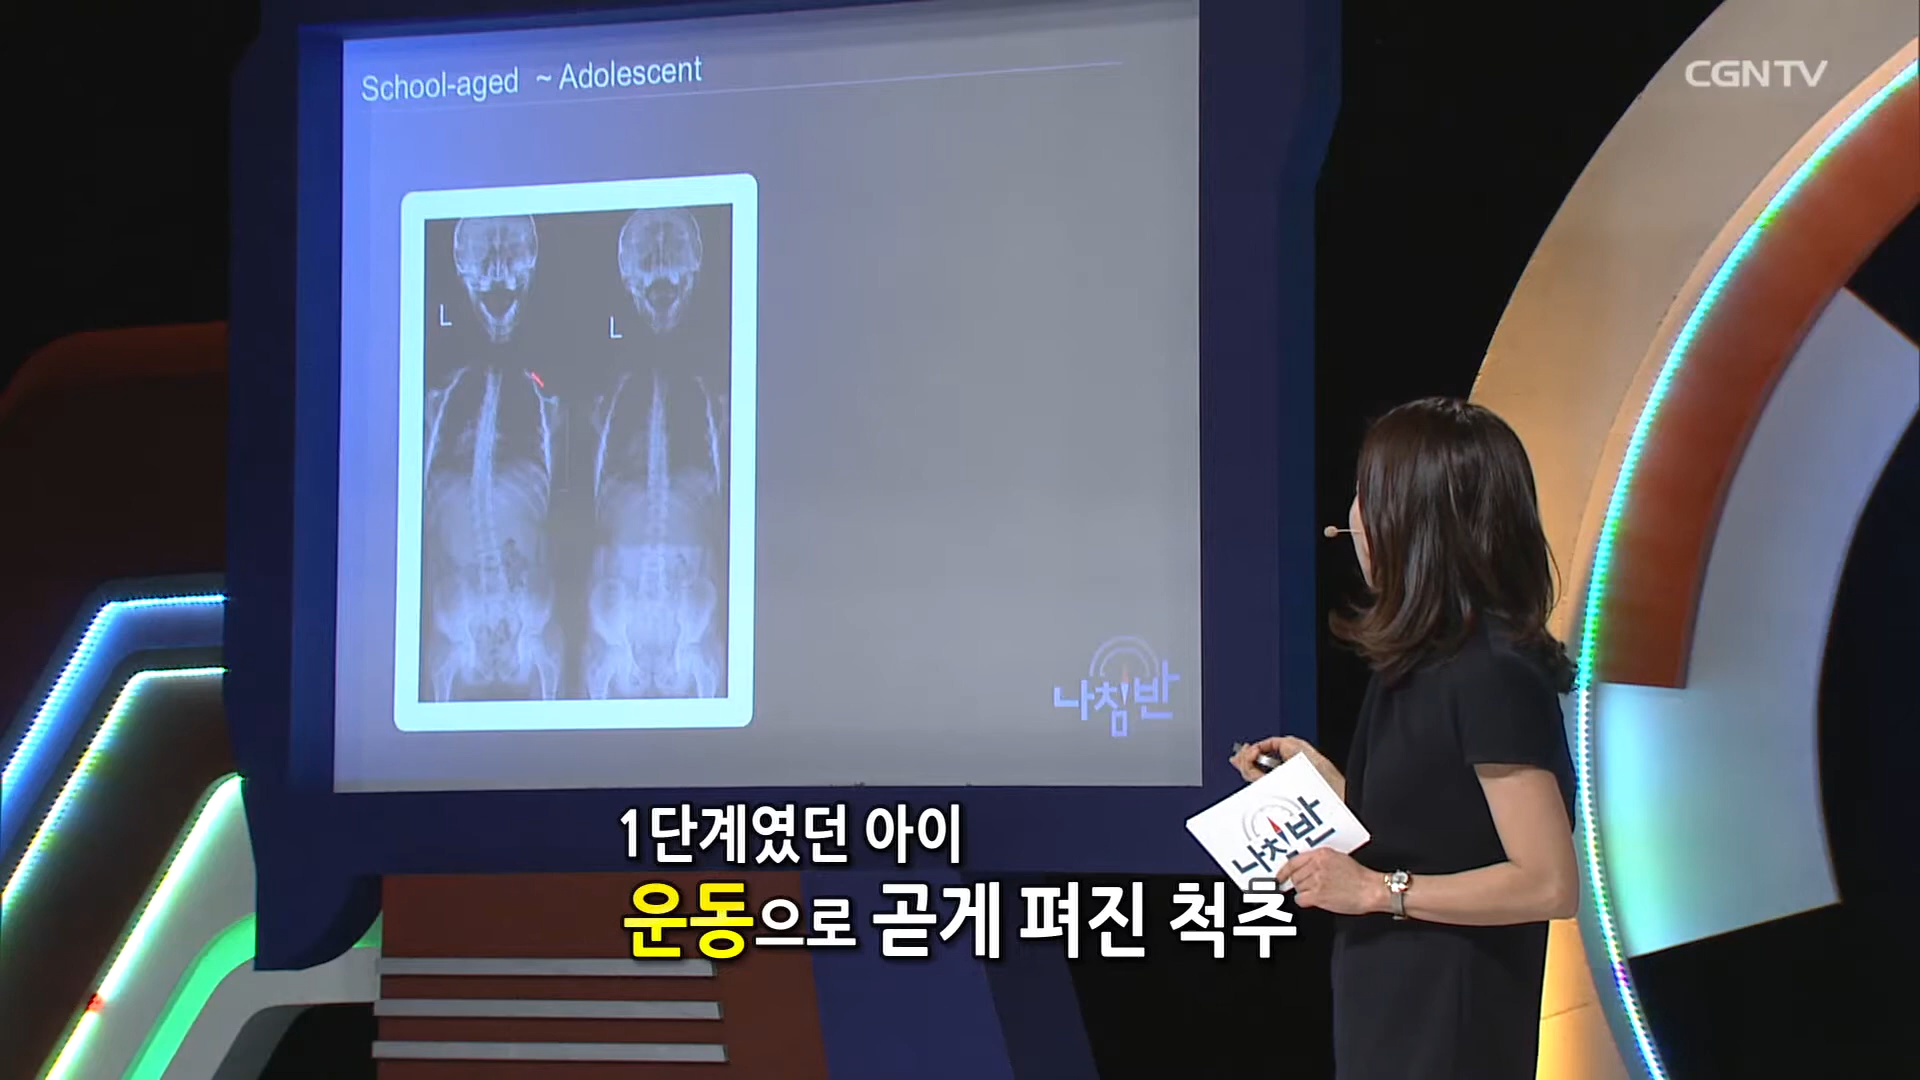 CGNTV
School-aged ~ Adolescent
L
L
나침반
나침반
1단계였던 아이
운동으로 곧게 펴진 척추